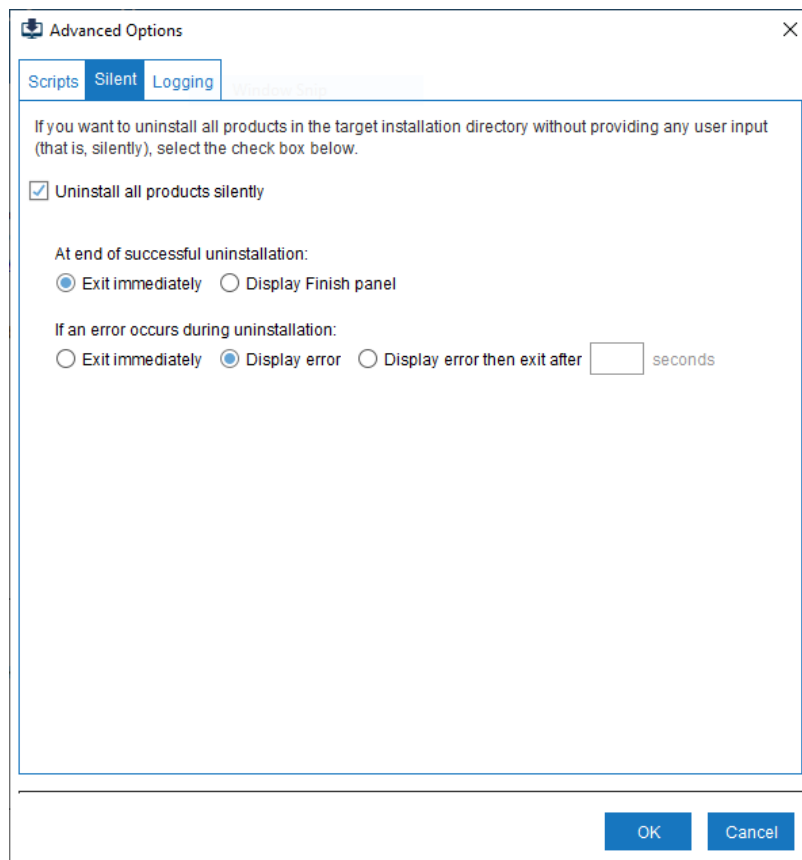 Advanced Options
Scripts Silent Logging
Window Snip
If you want to uninstall all products in the target installation directory without providing any user input
(that is, silently), select the check box below.
Uninstall all products silently
At end of successful uninstallation:
Exit immediately Display Finish panel
If an error occurs during uninstallation:
Exit immediately Display error Display error then exit after seconds
OK Cancel